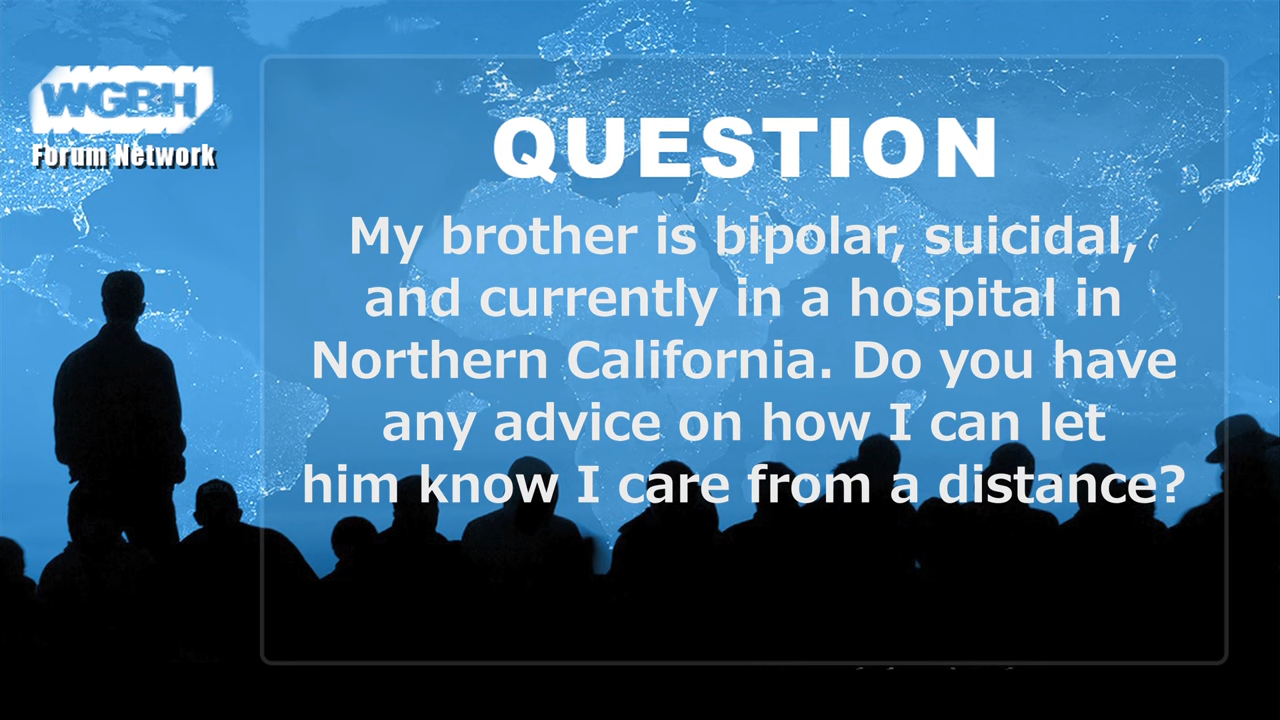 WGBH
Forum Network
QUESTION
My brother is bipolar, suicidal,
and currently in a hospital in
Northern California. Do you have
any advice on how I can let
him know I care from a distance?